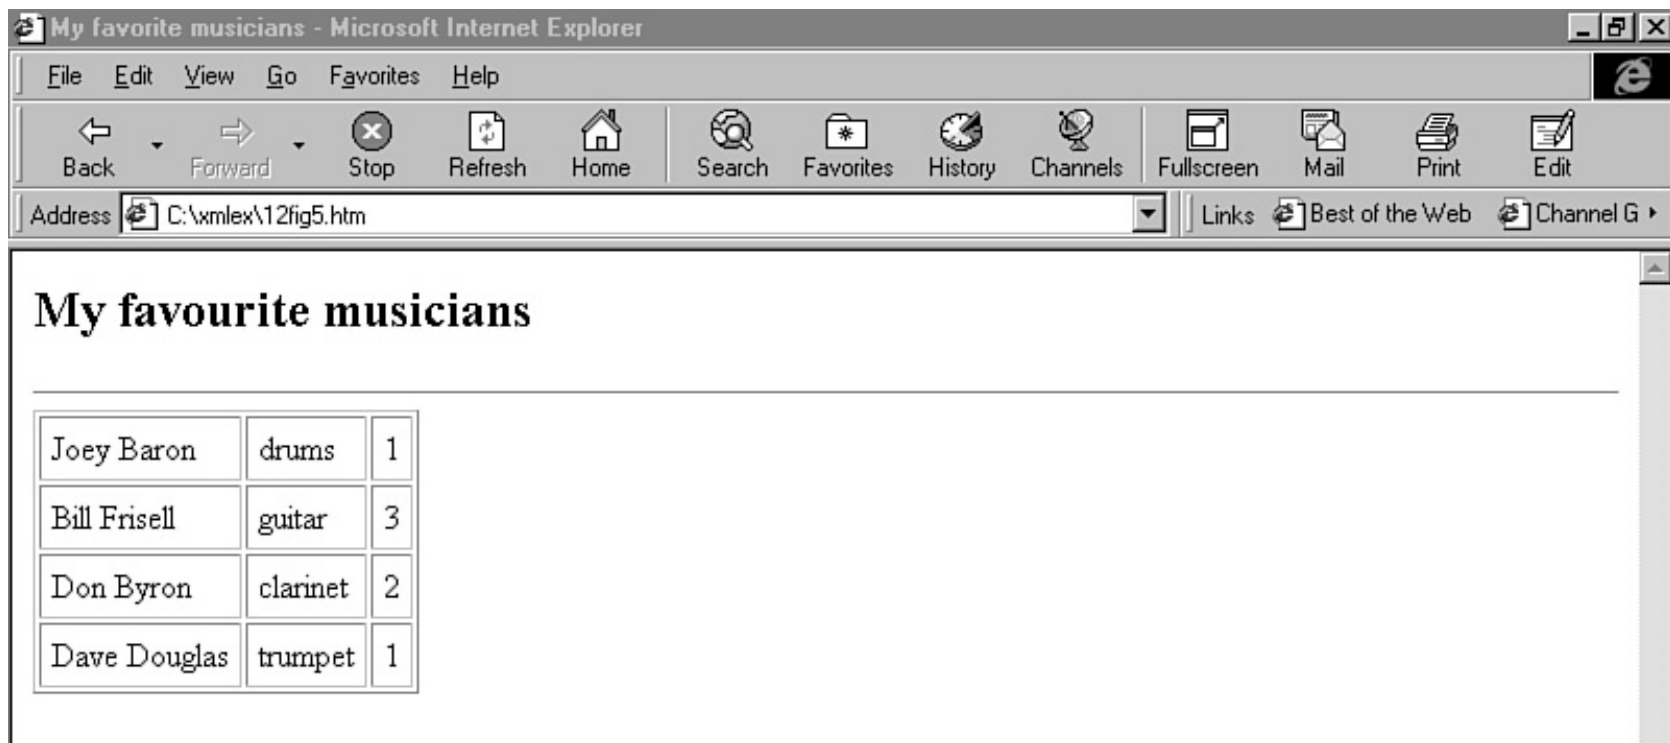 My favorite musicians - Microsoft Internet Explorer
File Edit View Go Favorites Help
Back Forward Stop Refresh Home Search Favorites History Channels Fullscreen Mail Print Edit
Address C:\xmlex\12fig5.htm Links Best of the Web Channel G
My favourite musicians
Joey Baron drums 1
Bill Frisell guitar 3
Don Byron clarinet 2
Dave Douglas trumpet 1